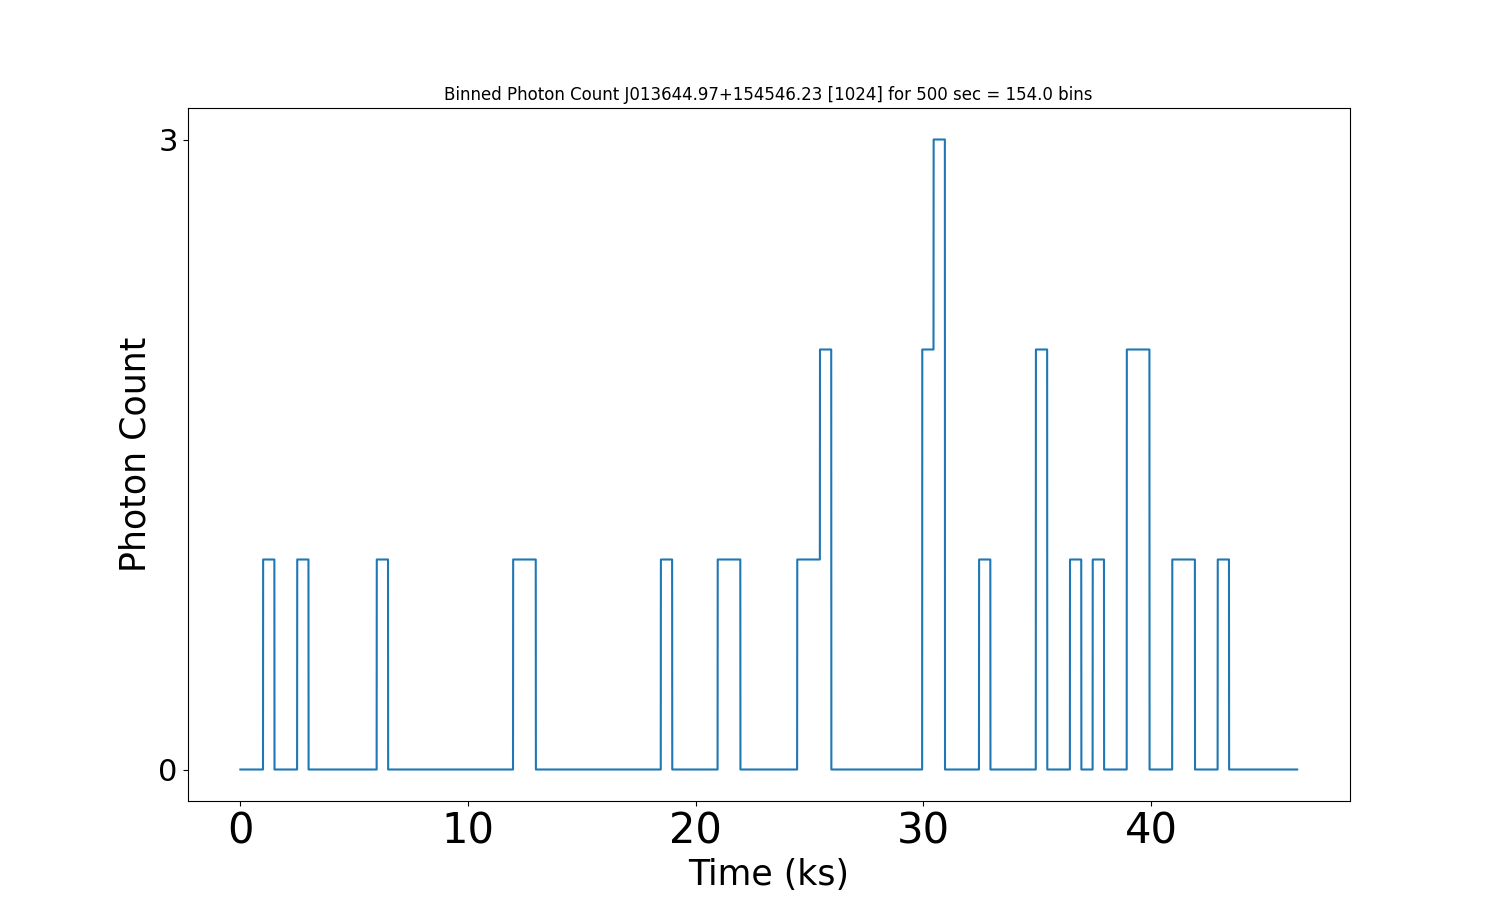 Binned Photon Count J013644.97+154546.23 [1024] for 500 sec = 154.0 bins
3
Photon Count
0
0 10 20 30 40
Time (ks)